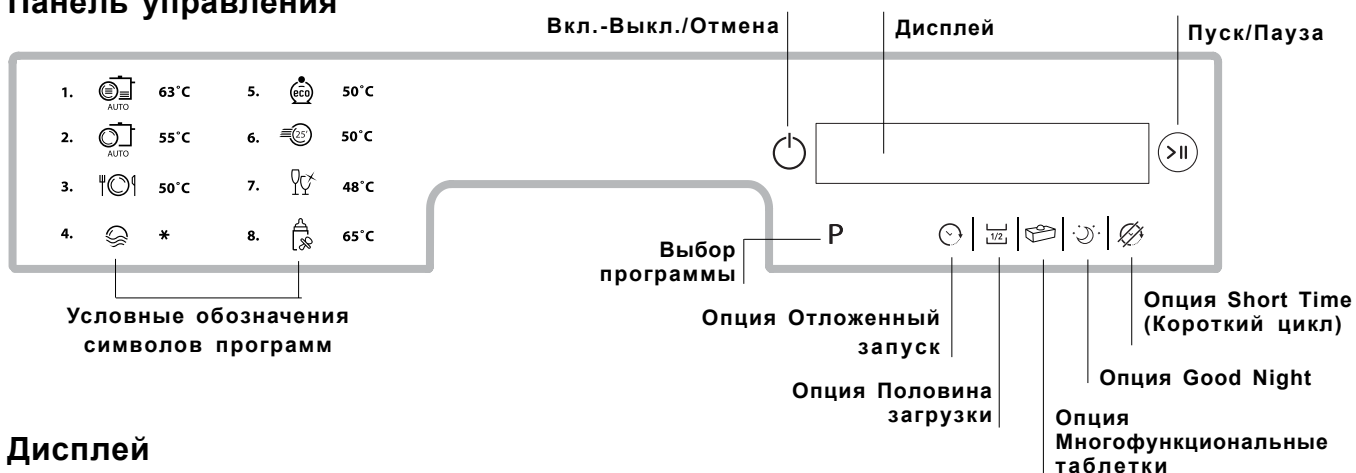 Панель управления
Вкл.-Выкл./Отмена
Дисплей
Пуск/Пауза
1. AUTO 63°C
2. AUTO 55°C
3. 50°C
4. *
5. eco 50°C
6. 25' 50°C
7. 48°C
8. 65°C
P
1/2
Выбор
программы
Условные обозначения
символов программ
Опция Отложенный
запуск
Опция Половина
загрузки
Опция
Многофункциональные
таблетки
Опция Good Night
Опция Short Time
(Короткий цикл)
Дисплей